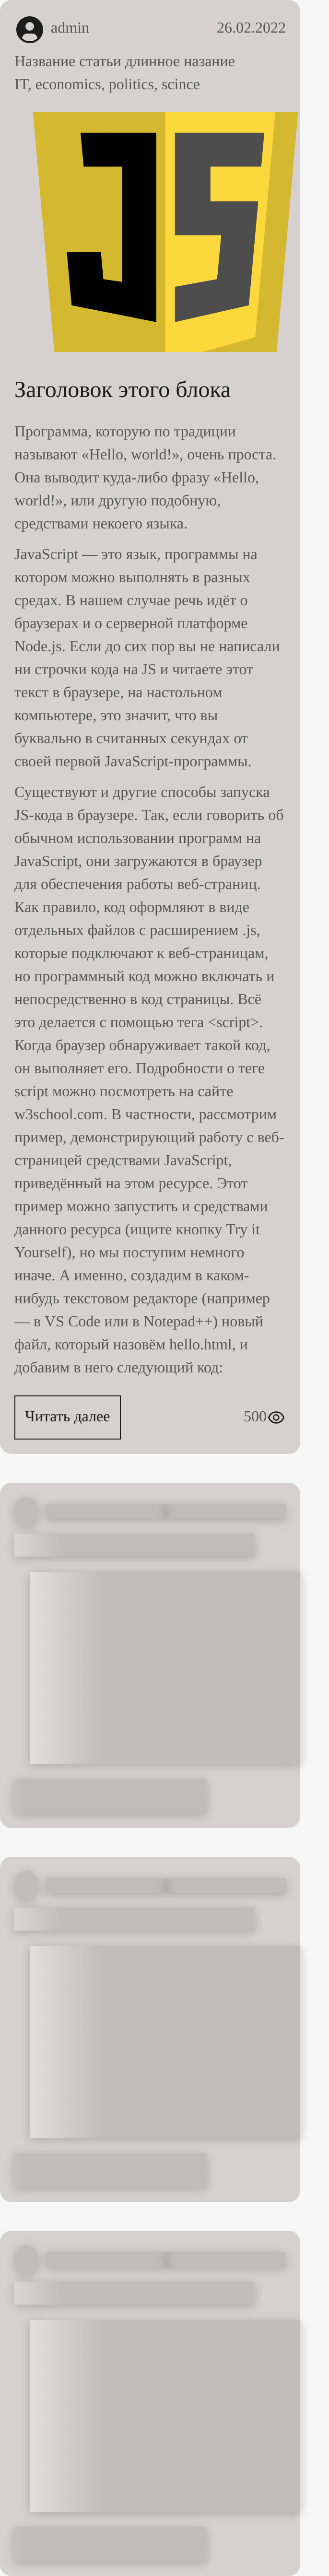 admin 26.02.2022
Название статьи длинное назание
IT, economics, politics, scince
JS
Заголовок этого блока
Программа, которую по традиции
называют «Hello, world!», очень проста.
Она выводит куда-либо фразу «Hello,
world!», или другую подобную,
средствами некоего языка.
JavaScript — это язык, программы на
котором можно выполнять в разных
средах. В нашем случае речь идёт о
браузерах и о серверной платформе
Node.js. Если до сих пор вы не написали
ни строчки кода на JS и читаете этот
текст в браузере, на настольном
компьютере, это значит, что вы
буквально в считанных секундах от
своей первой JavaScript-программы.
Существуют и другие способы запуска
JS-кода в браузере. Так, если говорить об
обычном использовании программ на
JavaScript, они загружаются в браузер
для обеспечения работы веб-страниц.
Как правило, код оформляют в виде
отдельных файлов с расширением .js,
которые подключают к веб-страницам,
но программный код можно включать и
непосредственно в код страницы. Всё
это делается с помощью тега <script>.
Когда браузер обнаруживает такой код,
он выполняет его. Подробности о теге
script можно посмотреть на сайте
w3school.com. В частности, рассмотрим
пример, демонстрирующий работу с веб-
страницей средствами JavaScript,
приведённый на этом ресурсе. Этот
пример можно запустить и средствами
данного ресурса (ищите кнопку Try it
Yourself), но мы поступим немного
иначе. А именно, создадим в каком-
нибудь текстовом редакторе (например
— в VS Code или в Notepad++) новый
файл, который назовём hello.html, и
добавим в него следующий код:
Читать далее 500